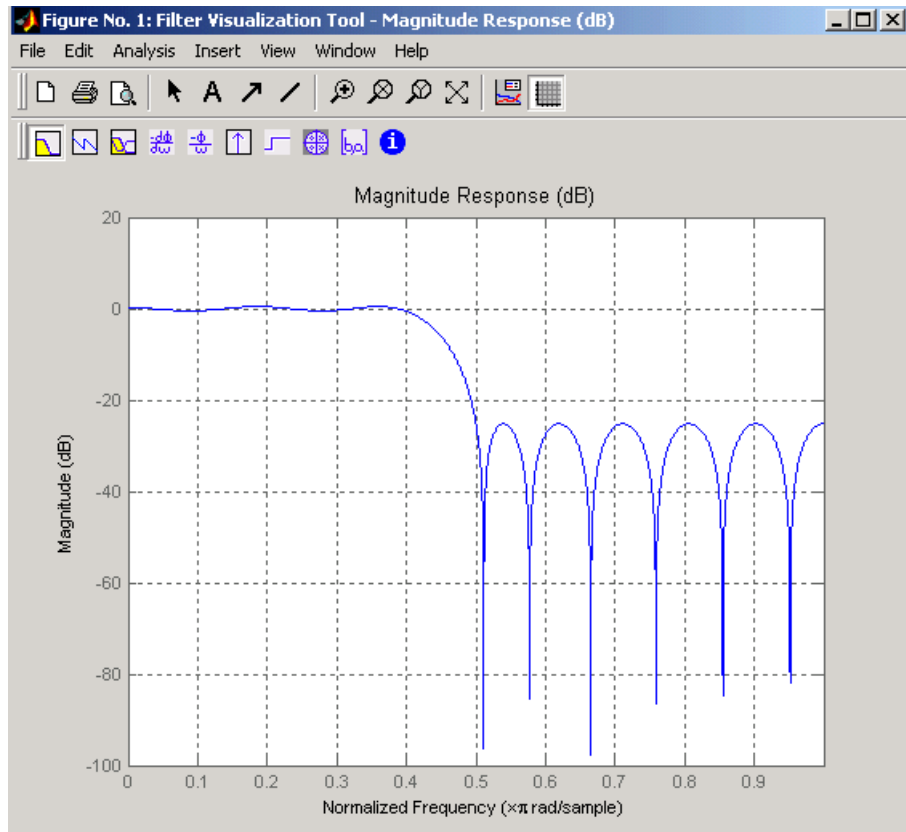 Figure No. 1: Filter Visualization Tool - Magnitude Response (dB)
File Edit Analysis Insert View Window Help
A
Magnitude Response (dB)
20
0
-20
-40
-60
-80
-100
Magnitude (dB)
0 0.1 0.2 0.3 0.4 0.5 0.6 0.7 0.8 0.9
Normalized Frequency (×π rad/sample)